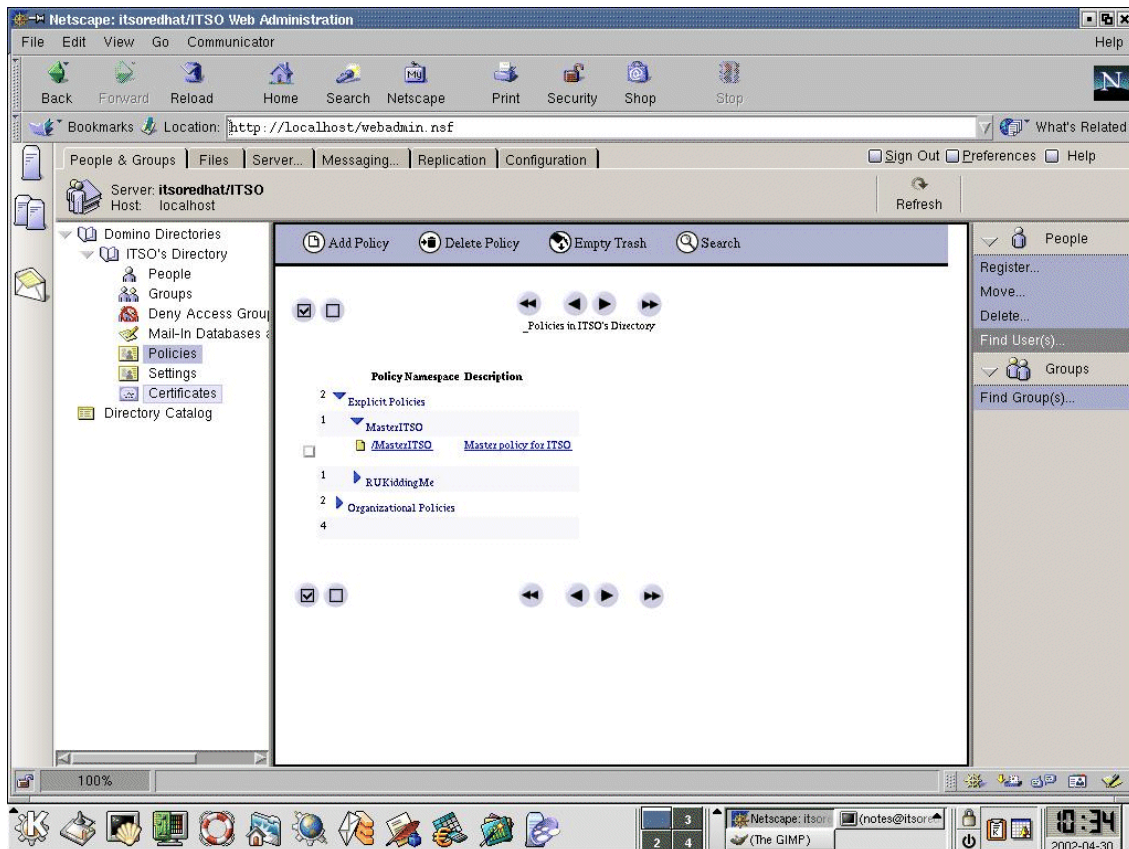 Netscape: itsoredhat/ITSO Web Administration
File Edit View Go Communicator Help
Back Forward Reload Home Search Netscape Print Security Shop Stop
My
N
Bookmarks Location: http://localhost/webadmin.nsf What's Related
People & Groups Files Server... Messaging... Replication Configuration Sign Out Preferences Help
Server: itsoredhat/ITSO
Host: localhost
Refresh
Domino Directories
ITSO's Directory
People
Groups
Deny Access Group
Mail-In Databases a
Policies
Settings
Certificates
Directory Catalog
Add Policy Delete Policy Empty Trash Search
_Policies in ITSO's Directory
Policy Namespace Description
2 Explicit Policies
1 MasterITSO
/MasterITSO Master policy for ITSO
1 RUKiddingMe
2 Organizational Policies
4
People
Register...
Move...
Delete...
Find User(s)...
Groups
Find Group(s)...
100%
3
2 4
Netscape: itsore
(notes@itsore
(The GIMP)
10:34
2002-04-30